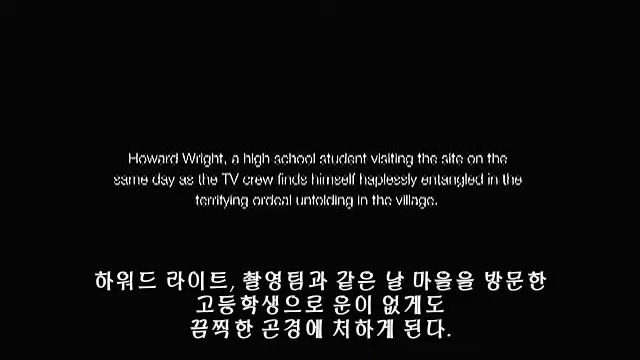 Howard Wright, a high school student visiting the site on the
same day as the TV crew finds himself haplessly entangled in the
terrifying ordeal unfolding in the village.
하워드 라이트, 촬영팀과 같은 날 마을을 방문한
고등학생으로 운이 없게도
끔찍한 곤경에 처하게 된다.